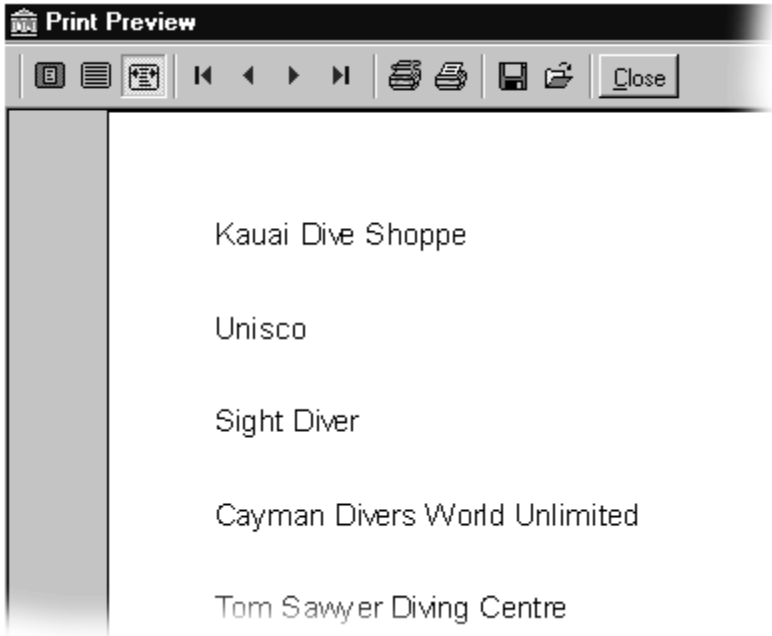 Print Preview
Close
Kauai Dive Shoppe
Unisco
Sight Diver
Cayman Divers World Unlimited
Tom Sawyer Diving Centre